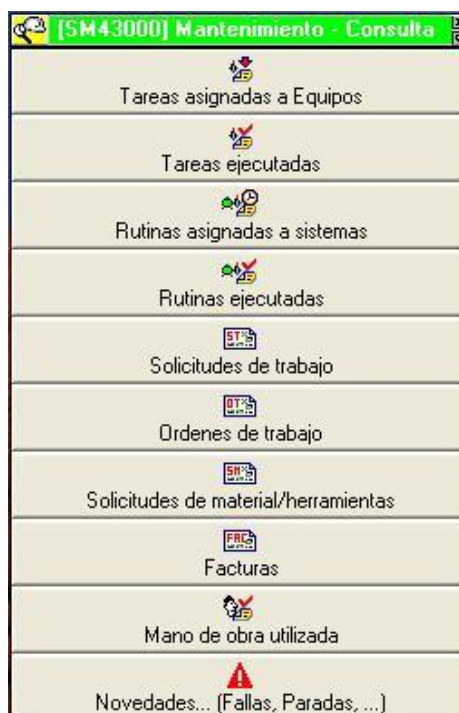 [SM43000] Mantenimiento - Consulta
Tareas asignadas a Equipos
Tareas ejecutadas
Rutinas asignadas a sistemas
Rutinas ejecutadas
ST
Solicitudes de trabajo
OT
Ordenes de trabajo
SM
Solicitudes de material/herramientas
FAC
Facturas
Mano de obra utilizada
Novedades... (Fallas, Paradas, ...)